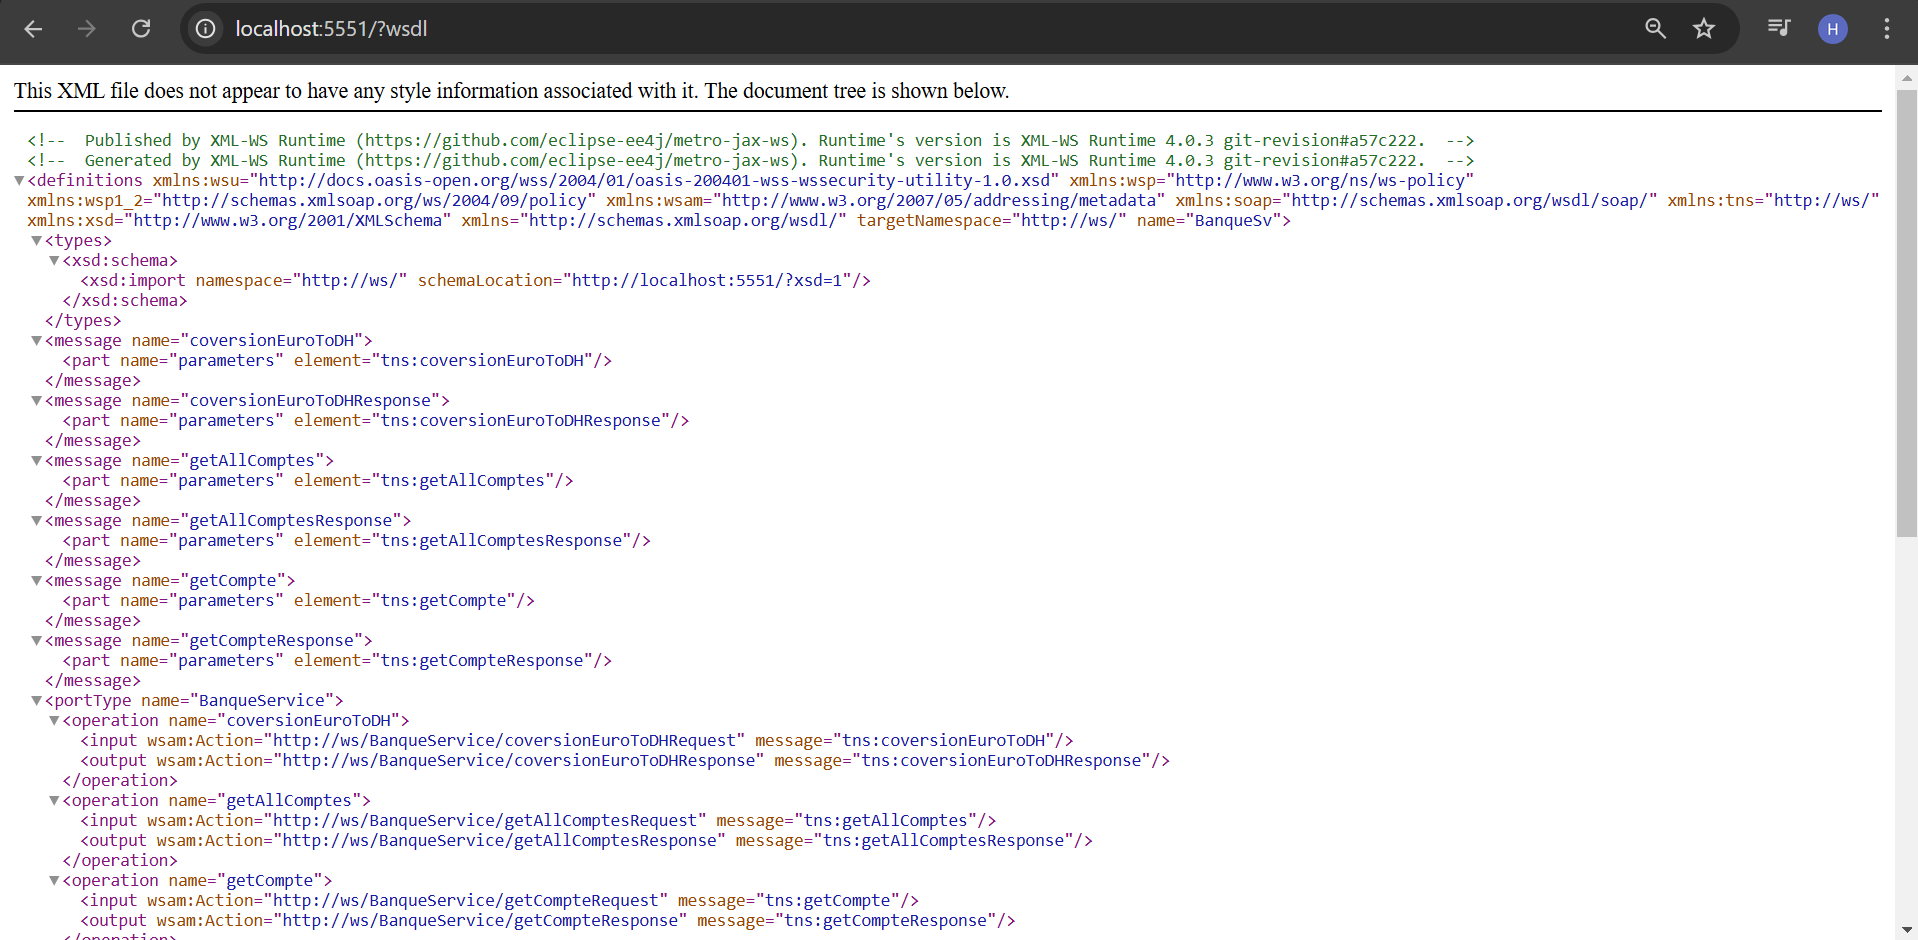 localhost:5551/?wsdl
H
This XML file does not appear to have any style information associated with it. The document tree is shown below.
<!--  Published by XML-WS Runtime (https://github.com/eclipse-ee4j/metro-jax-ws). Runtime's version is XML-WS Runtime 4.0.3 git-revision#a57c222.  -->
<!--  Generated by XML-WS Runtime (https://github.com/eclipse-ee4j/metro-jax-ws). Runtime's version is XML-WS Runtime 4.0.3 git-revision#a57c222.  -->
<definitions xmlns:wsu="http://docs.oasis-open.org/wss/2004/01/oasis-200401-wss-wssecurity-utility-1.0.xsd" xmlns:wsp="http://www.w3.org/ns/ws-policy"
xmlns:wsp1_2="http://schemas.xmlsoap.org/ws/2004/09/policy" xmlns:wsam="http://www.w3.org/2007/05/addressing/metadata" xmlns:soap="http://schemas.xmlsoap.org/wsdl/soap/" xmlns:tns="http://ws/"
xmlns:xsd="http://www.w3.org/2001/XMLSchema" xmlns="http://schemas.xmlsoap.org/wsdl/" targetNamespace="http://ws/" name="BanqueSv">
<types>
<xsd:schema>
<xsd:import namespace="http://ws/" schemaLocation="http://localhost:5551/?xsd=1"/>
</xsd:schema>
</types>
<message name="coversionEuroToDH">
<part name="parameters" element="tns:coversionEuroToDH"/>
</message>
<message name="coversionEuroToDHResponse">
<part name="parameters" element="tns:coversionEuroToDHResponse"/>
</message>
<message name="getAllComptes">
<part name="parameters" element="tns:getAllComptes"/>
</message>
<message name="getAllComptesResponse">
<part name="parameters" element="tns:getAllComptesResponse"/>
</message>
<message name="getCompte">
<part name="parameters" element="tns:getCompte"/>
</message>
<message name="getCompteResponse">
<part name="parameters" element="tns:getCompteResponse"/>
</message>
<portType name="BanqueService">
<operation name="coversionEuroToDH">
<input wsam:Action="http://ws/BanqueService/coversionEuroToDHRequest" message="tns:coversionEuroToDH"/>
<output wsam:Action="http://ws/BanqueService/coversionEuroToDHResponse" message="tns:coversionEuroToDHResponse"/>
</operation>
<operation name="getAllComptes">
<input wsam:Action="http://ws/BanqueService/getAllComptesRequest" message="tns:getAllComptes"/>
<output wsam:Action="http://ws/BanqueService/getAllComptesResponse" message="tns:getAllComptesResponse"/>
</operation>
<operation name="getCompte">
<input wsam:Action="http://ws/BanqueService/getCompteRequest" message="tns:getCompte"/>
<output wsam:Action="http://ws/BanqueService/getCompteResponse" message="tns:getCompteResponse"/>
</operation>